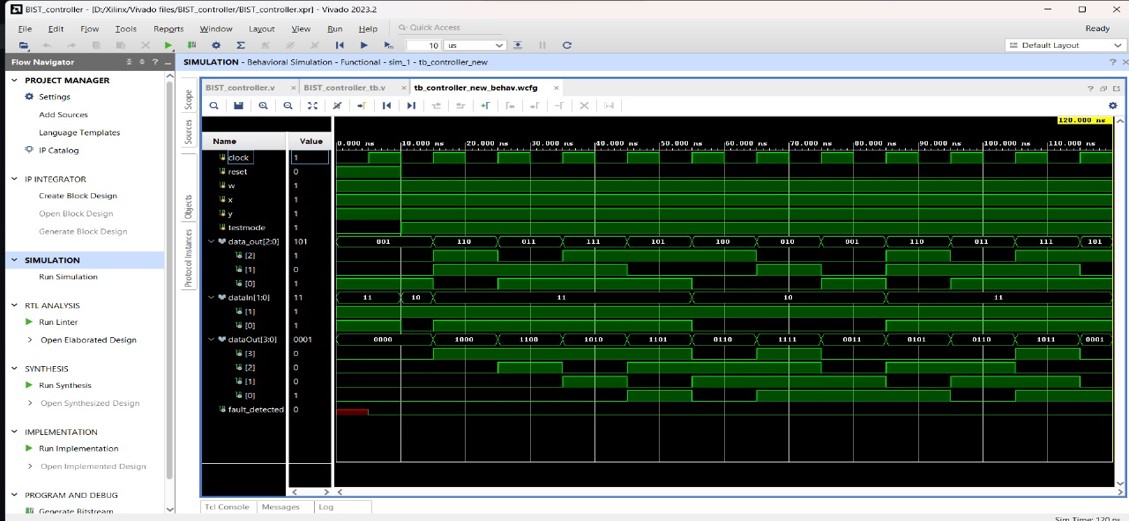 BIST_controller - [D:/Xilinx/Vivado files/BIST_controller/BIST_controller.xpr] - Vivado 2023.2
File Edit Flow Tools Reports Window Layout View Run Help Quick Access Ready
10 us Default Layout
Flow Navigator
SIMULATION - Behavioral Simulation - Functional - sim_1 - tb_controller_new
PROJECT MANAGER
Settings
Add Sources
Language Templates
IP Catalog
IP INTEGRATOR
Create Block Design
Open Block Design
Generate Block Design
SIMULATION
Run Simulation
RTL ANALYSIS
Run Linter
Open Elaborated Design
SYNTHESIS
Run Synthesis
Open Synthesized Design
IMPLEMENTATION
Run Implementation
Open Implemented Design
PROGRAM AND DEBUG
Generate Bitstream
Scope
Sources
Objects
Protocol Instances
BIST_controller.v BIST_controller_tb.v tb_controller_new_behav.wcfg
120.000 ns
Name Value 0.000 ns 10.000 ns 20.000 ns 30.000 ns 40.000 ns 50.000 ns 60.000 ns 70.000 ns 80.000 ns 90.000 ns 100.000 ns 110.000 ns
clock 1
reset 0
w 1
x 1
y 1
testmode 1
data_out[2:0] 101 001 110 011 111 101 100 010 001 110 011 111 101
[2] 1
[1] 0
[0] 1
dataIn[1:0] 11 11 10 11 10 11
[1] 1
[0] 1
dataOut[3:0] 0001 0000 1000 1100 1010 1101 0110 1111 0011 0101 0110 1011 0001
[3] 0
[2] 0
[1] 0
[0] 1
fault_detected 0
Tcl Console Messages Log
Sim Time: 120 ns